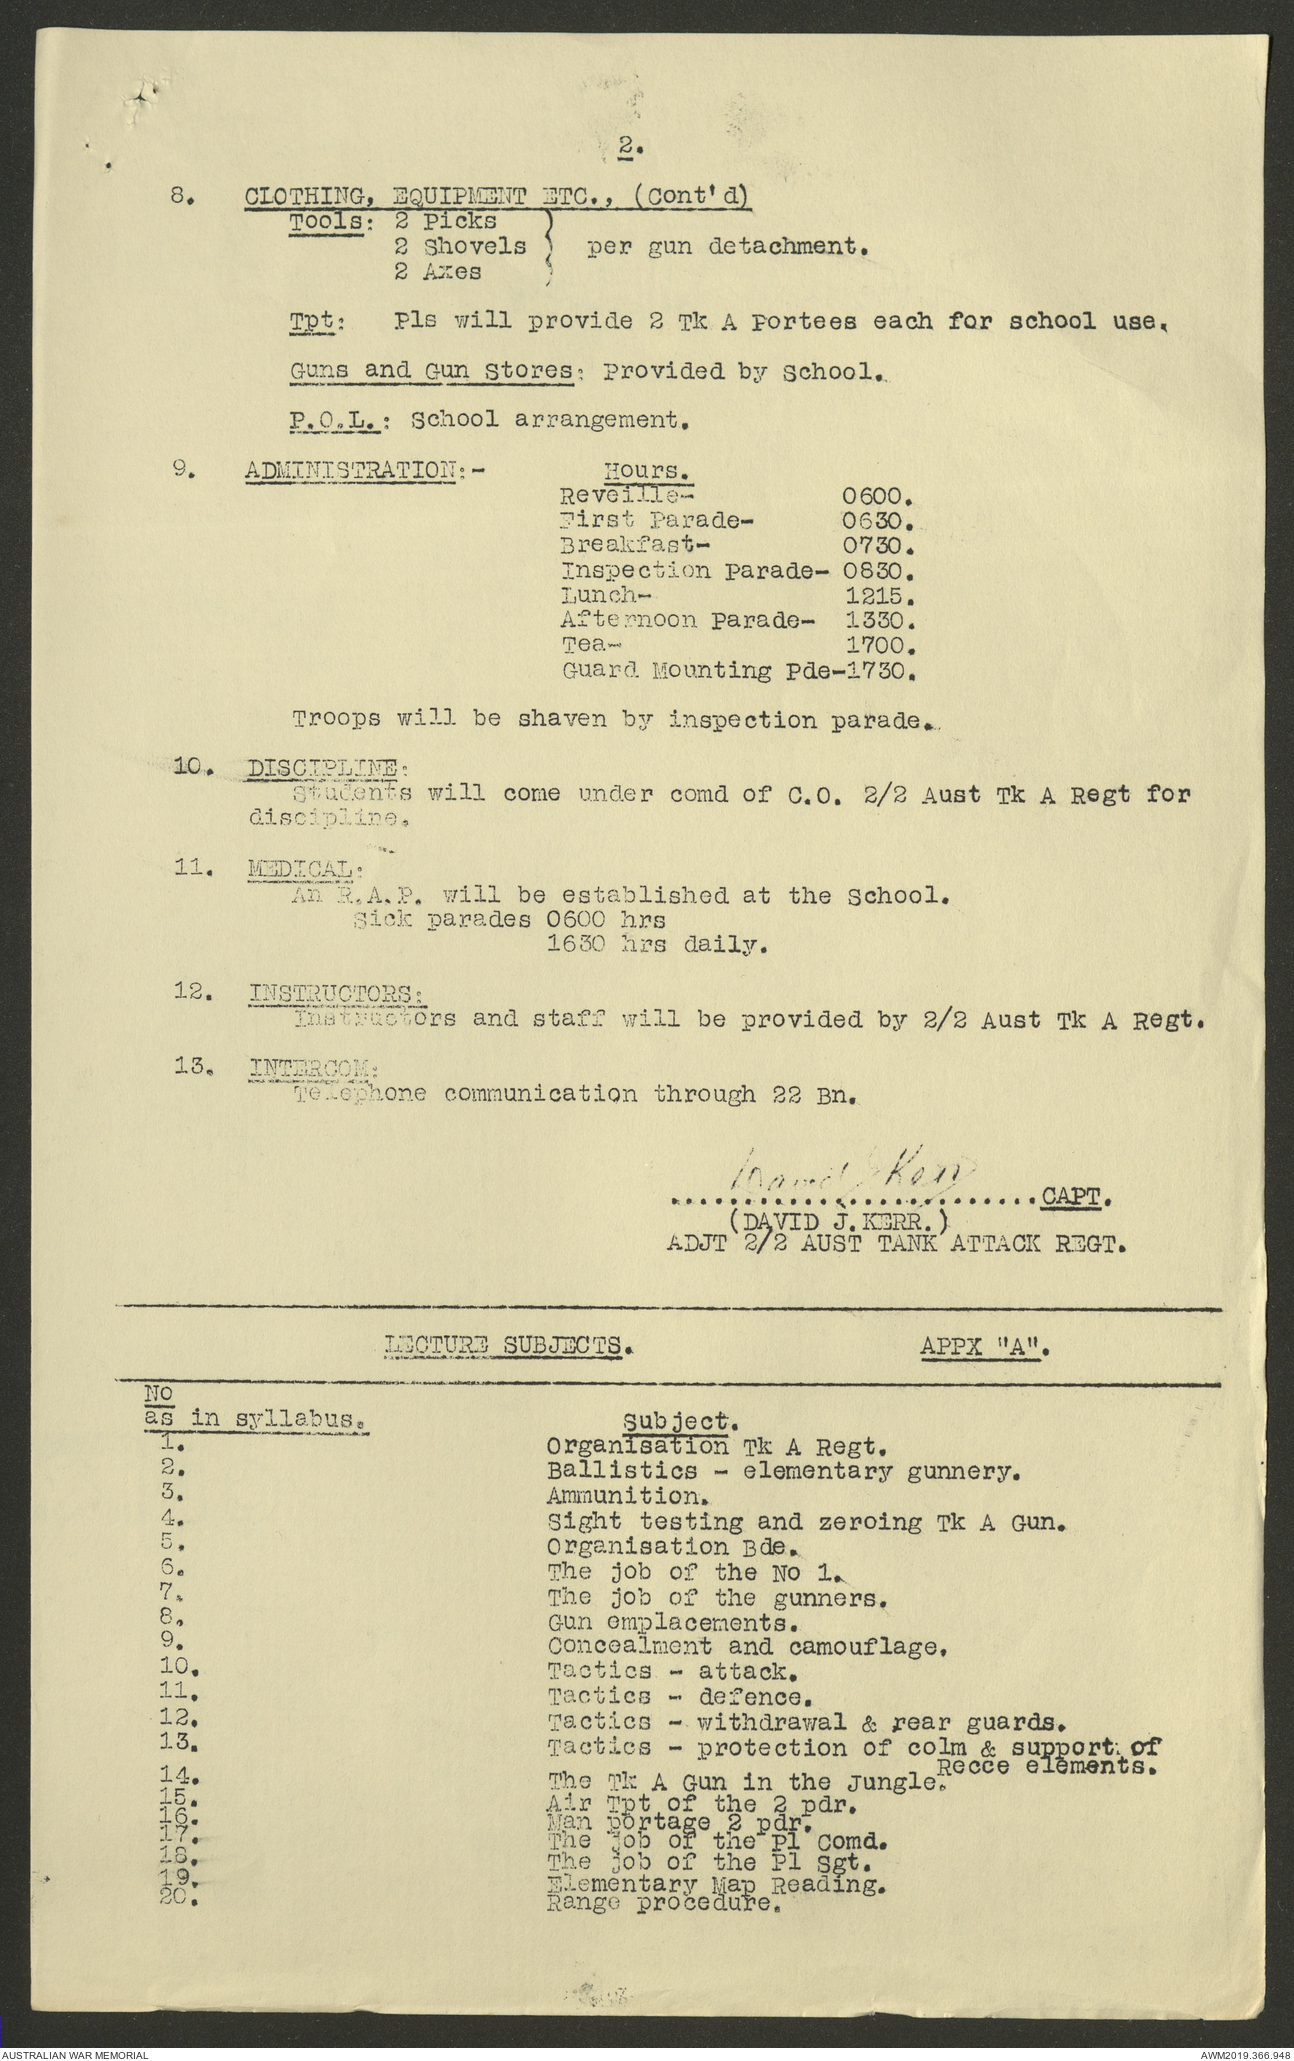 2.
8. CLOTHING, EQUIPMENT ETC., (Cont'd)
Tools: 2 Picks
2 Shovels } per gun detachment.
2 Axes
Tpt: Pls will provide 2 Tk A Portees each for school use.
Guns and Gun Stores: Provided by School.
P.O.L.: School arrangement.
9. ADMINISTRATION:- Hours.
Reveille- 0600.
First Parade- 0630.
Breakfast- 0730.
Inspection Parade- 0830.
Lunch- 1215.
Afternoon Parade- 1330.
Tea- 1700.
Guard Mounting Pde-1730.
Troops will be shaven by inspection parade.
10. DISCIPLINE:
Students will come under comd of C.O. 2/2 Aust Tk A Regt for
discipline.
11. MEDICAL:
An R.A.P. will be established at the School.
Sick parades 0600 hrs
1630 hrs daily.
12. INSTRUCTORS:
Instructors and staff will be provided by 2/2 Aust Tk A Regt.
13. INTERCOM:
Telephone communication through 22 Bn.
David J Kerr
........................CAPT.
(DAVID J.KERR.)
ADJT 2/2 AUST TANK ATTACK REGT.
LECTURE SUBJECTS. APPX "A".
No
as in syllabus. Subject.
1. Organisation Tk A Regt.
2. Ballistics - elementary gunnery.
3. Ammunition.
4. Sight testing and zeroing Tk A Gun.
5. Organisation Bde.
6. The job of the No 1.
7. The job of the gunners.
8. Gun emplacements.
9. Concealment and camouflage.
10. Tactics - attack.
11. Tactics - defence.
12. Tactics - withdrawal & rear guards.
13. Tactics - protection of colm & support of
Recce elements.
14. The Tk A Gun in the Jungle.
15. Air Tpt of the 2 pdr.
16. Man portage 2 pdr.
17. The job of the Pl Comd.
18. The job of the Pl Sgt.
19. Elementary Map Reading.
20. Range procedure.
AUSTRALIAN WAR MEMORIAL AWM2019.366.948